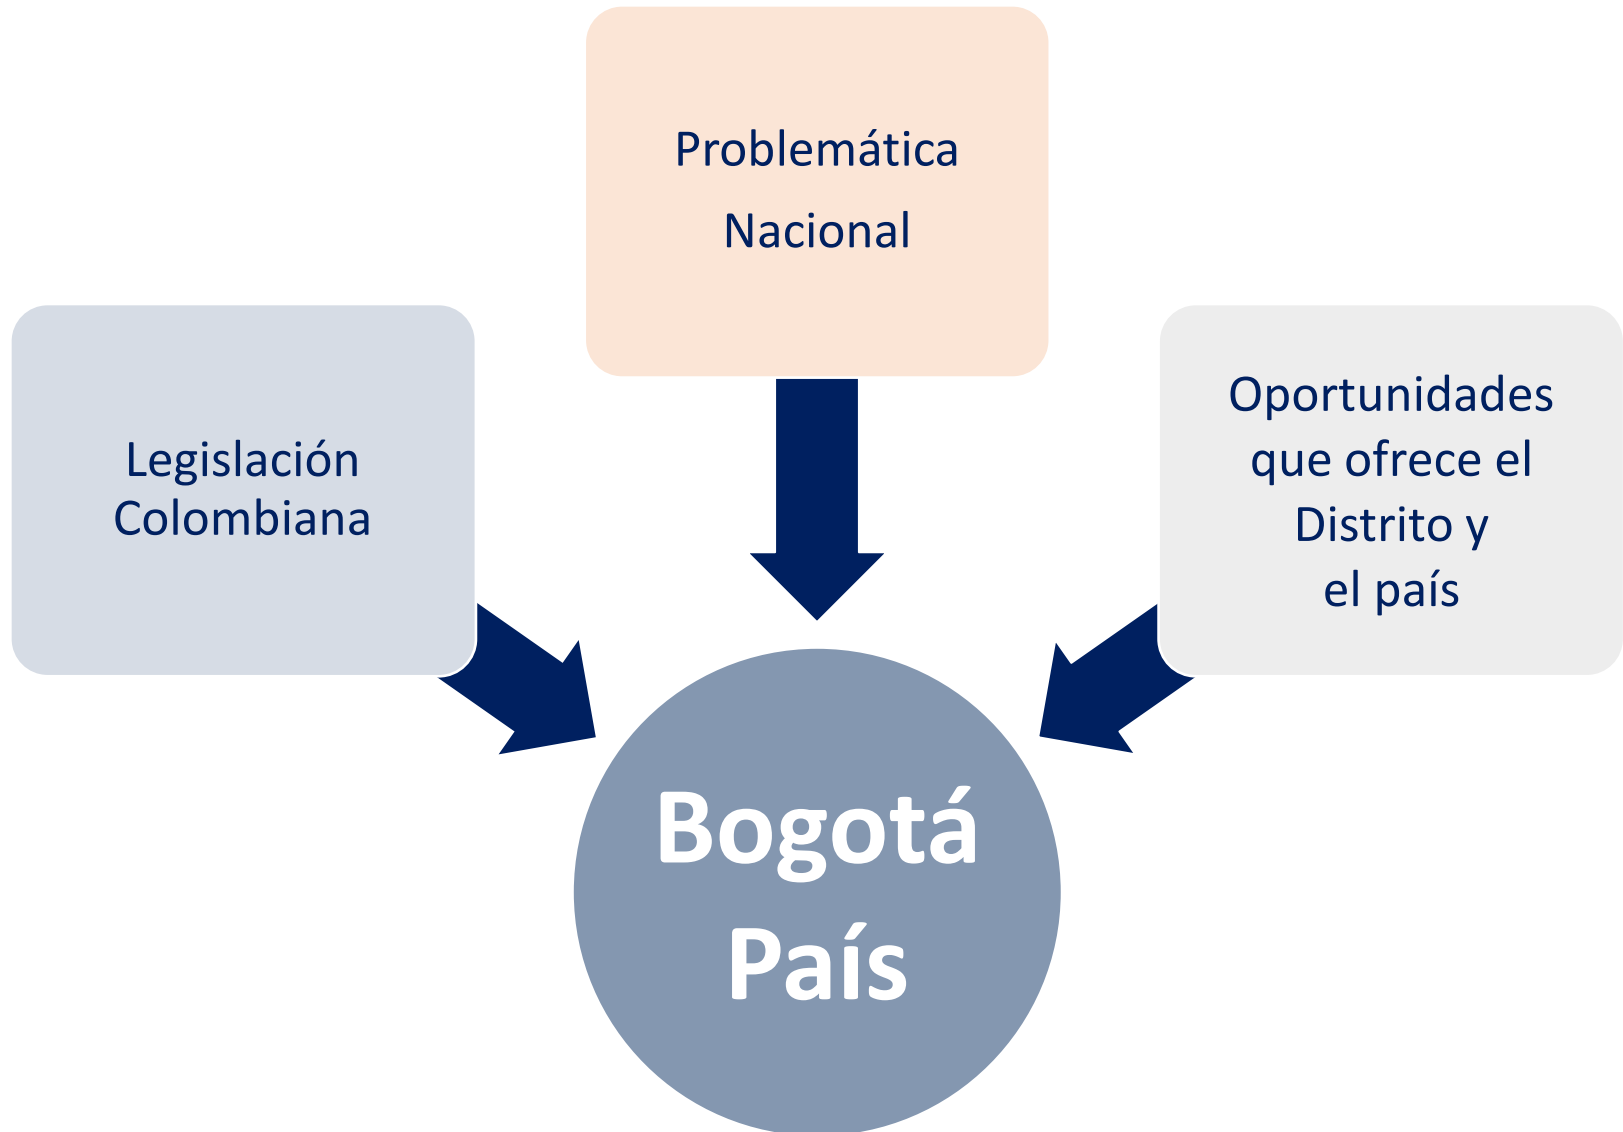 Problemática
Nacional
Legislación
Colombiana
Oportunidades
que ofrece el
Distrito y
el país
Bogotá
País